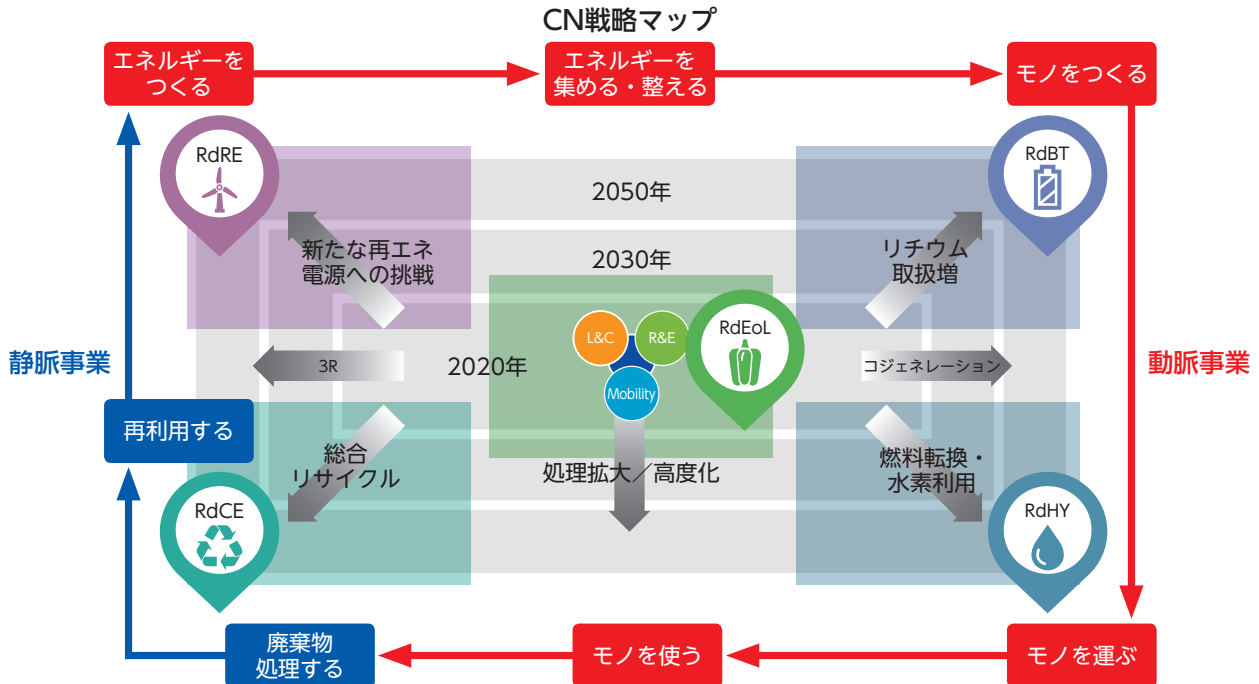 CN戦略マップ
エネルギーを
つくる
エネルギーを
集める・整える
モノをつくる
RdRE
RdBT
2050年
新たな再エネ
電源への挑戦
2030年
リチウム
取扱増
L&C
R&E
RdEoL
静脈事業
3R
2020年
Mobility
コジェネレーション
動脈事業
再利用する
総合
リサイクル
処理拡大／高度化
燃料転換・
水素利用
RdCE
RdHY
廃棄物
処理する
モノを使う
モノを運ぶ